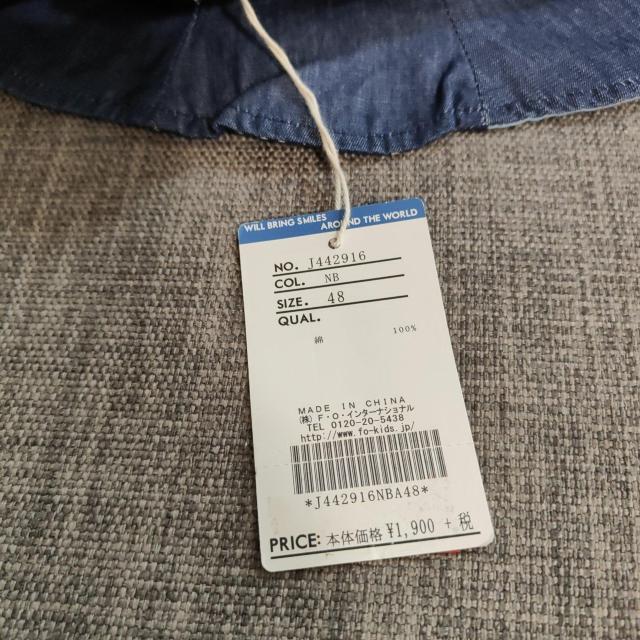 WILL BRING SMILES AROUND THE WORLD
NO. J442916
COL. NB
SIZE. 48
QUAL.
綿 100%
MADE IN CHINA
(株) F・O・インターナショナル
TEL 0120-20-5438
http://www.fo-kids.jp/
*J442916NBA48*
PRICE: 本体価格 ¥1,900 +税